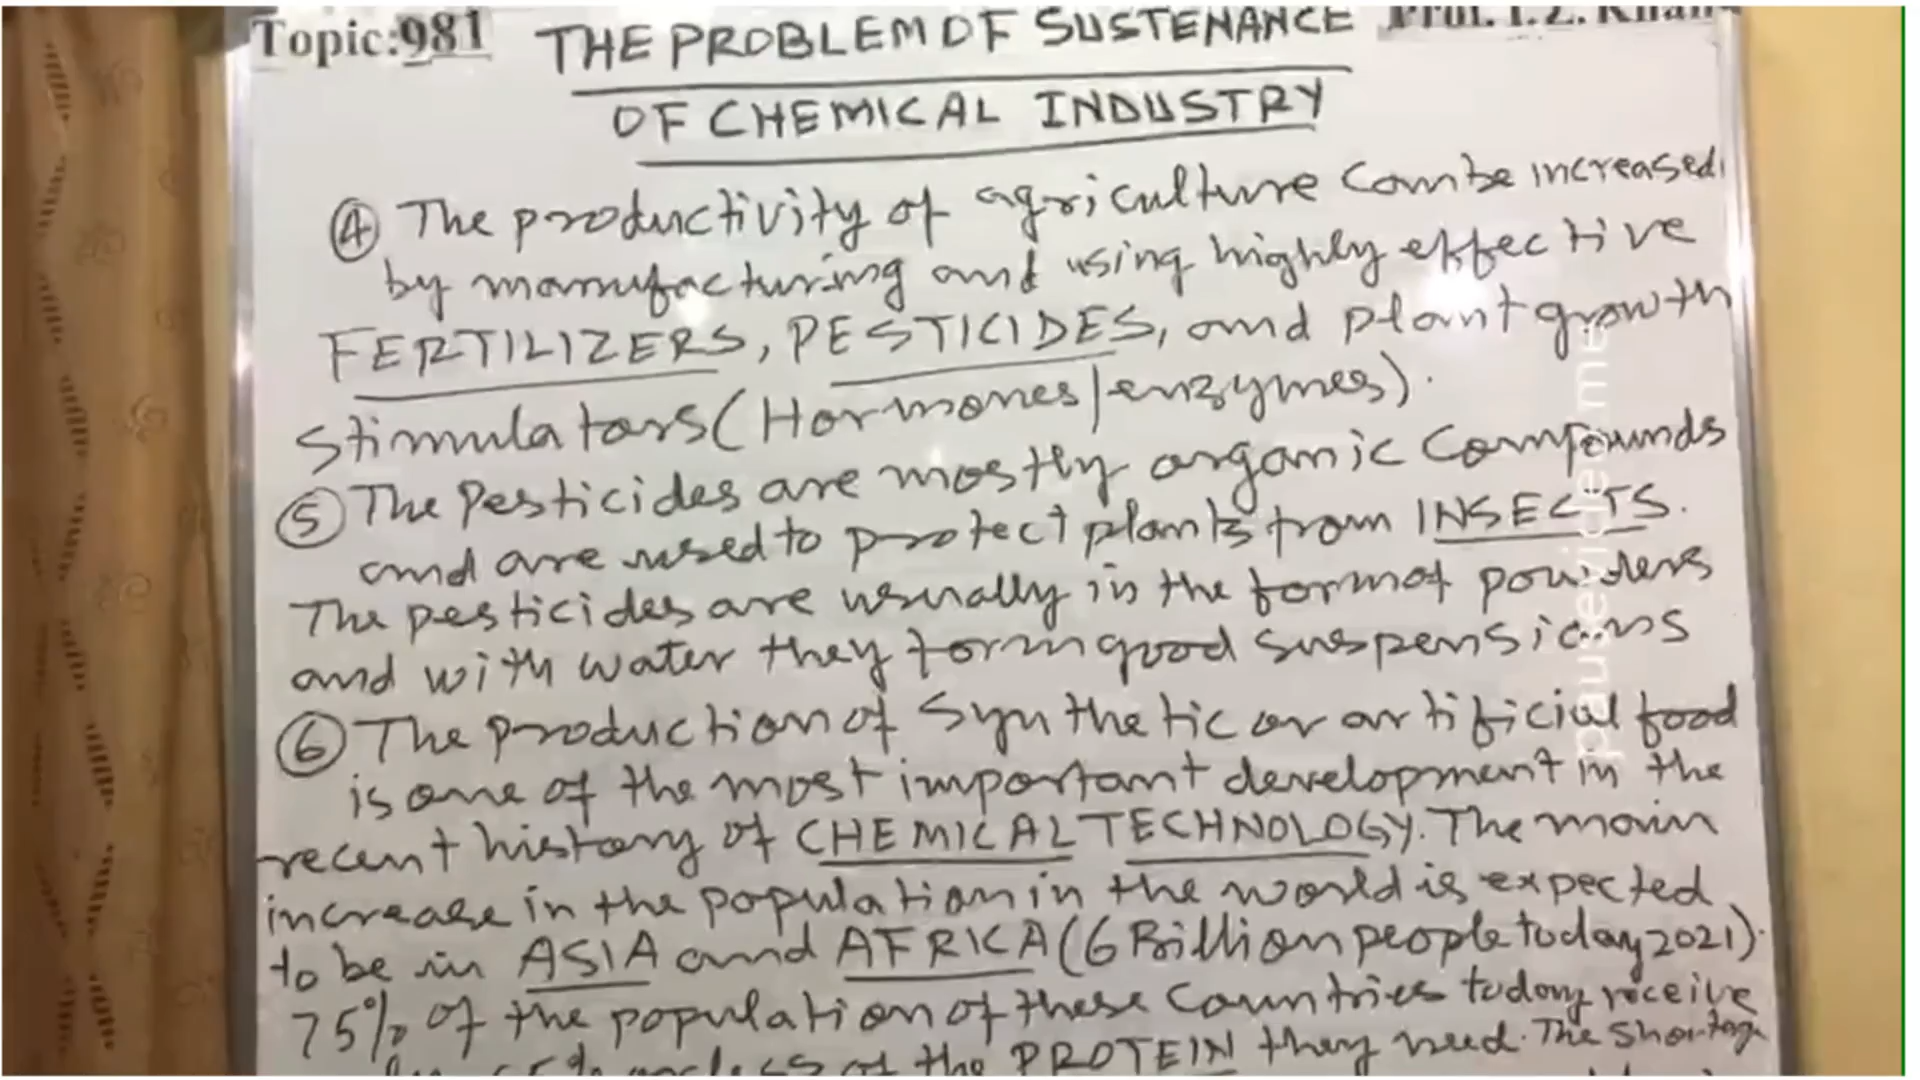 Topic:981 THE PROBLEM OF SUSTENANCE Prof. I. Z. Khan
OF CHEMICAL INDUSTRY
④ The productivity of agriculture can be increased
by manufacturing and using highly effective
FERTILIZERS, PESTICIDES, and plant growth
Stimulators (Hormones/enzymes).
⑤ The Pesticides are mostly organic Compounds
and are used to protect plants from INSECTS.
The pesticides are usually in the form of powders
and with water they form good suspensions
⑥ The production of Synthetic or artificial food
is one of the most important development in the
recent history of CHEMICAL TECHNOLOGY. The main
increase in the population in the world is expected
to be in ASIA and AFRICA (6 Billion people today 2021).
75% of the population of these Countries today receive
65% or less of the PROTEIN they need. The shortage